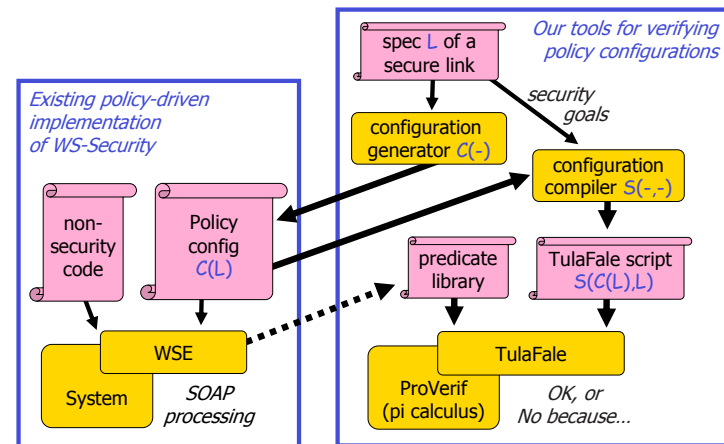 Our tools for verifying
policy configurations
spec L of a
secure link
security
goals
configuration
generator C(-)
configuration
compiler S(-,-)
predicate
library
TulaFale script
S(C(L),L)
TulaFale
ProVerif
(pi calculus)
OK, or
No because...
Existing policy-driven
implementation
of WS-Security
non-
security
code
Policy
config
C(L)
WSE
System
SOAP
processing